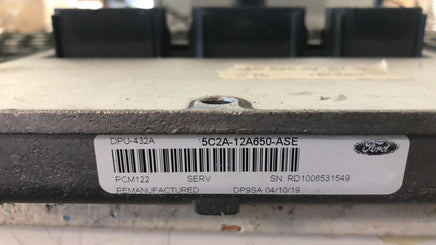 DPU-432A 5C2A-12A650-ASE
Ford
PCM122 SERV SN: RD1006531549
REMANUFACTURED DP9SA 04/10/19